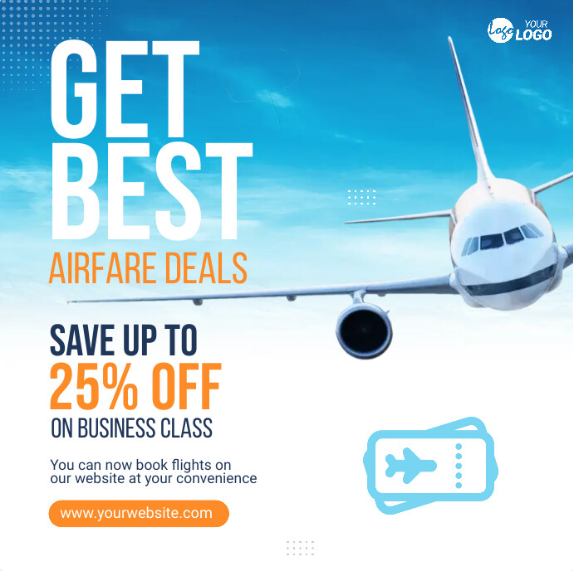 Logo YOUR
LOGO
GET
BEST
AIRFARE DEALS
SAVE UP TO
25% OFF
ON BUSINESS CLASS
You can now book flights on
our website at your convenience
www.yourwebsite.com